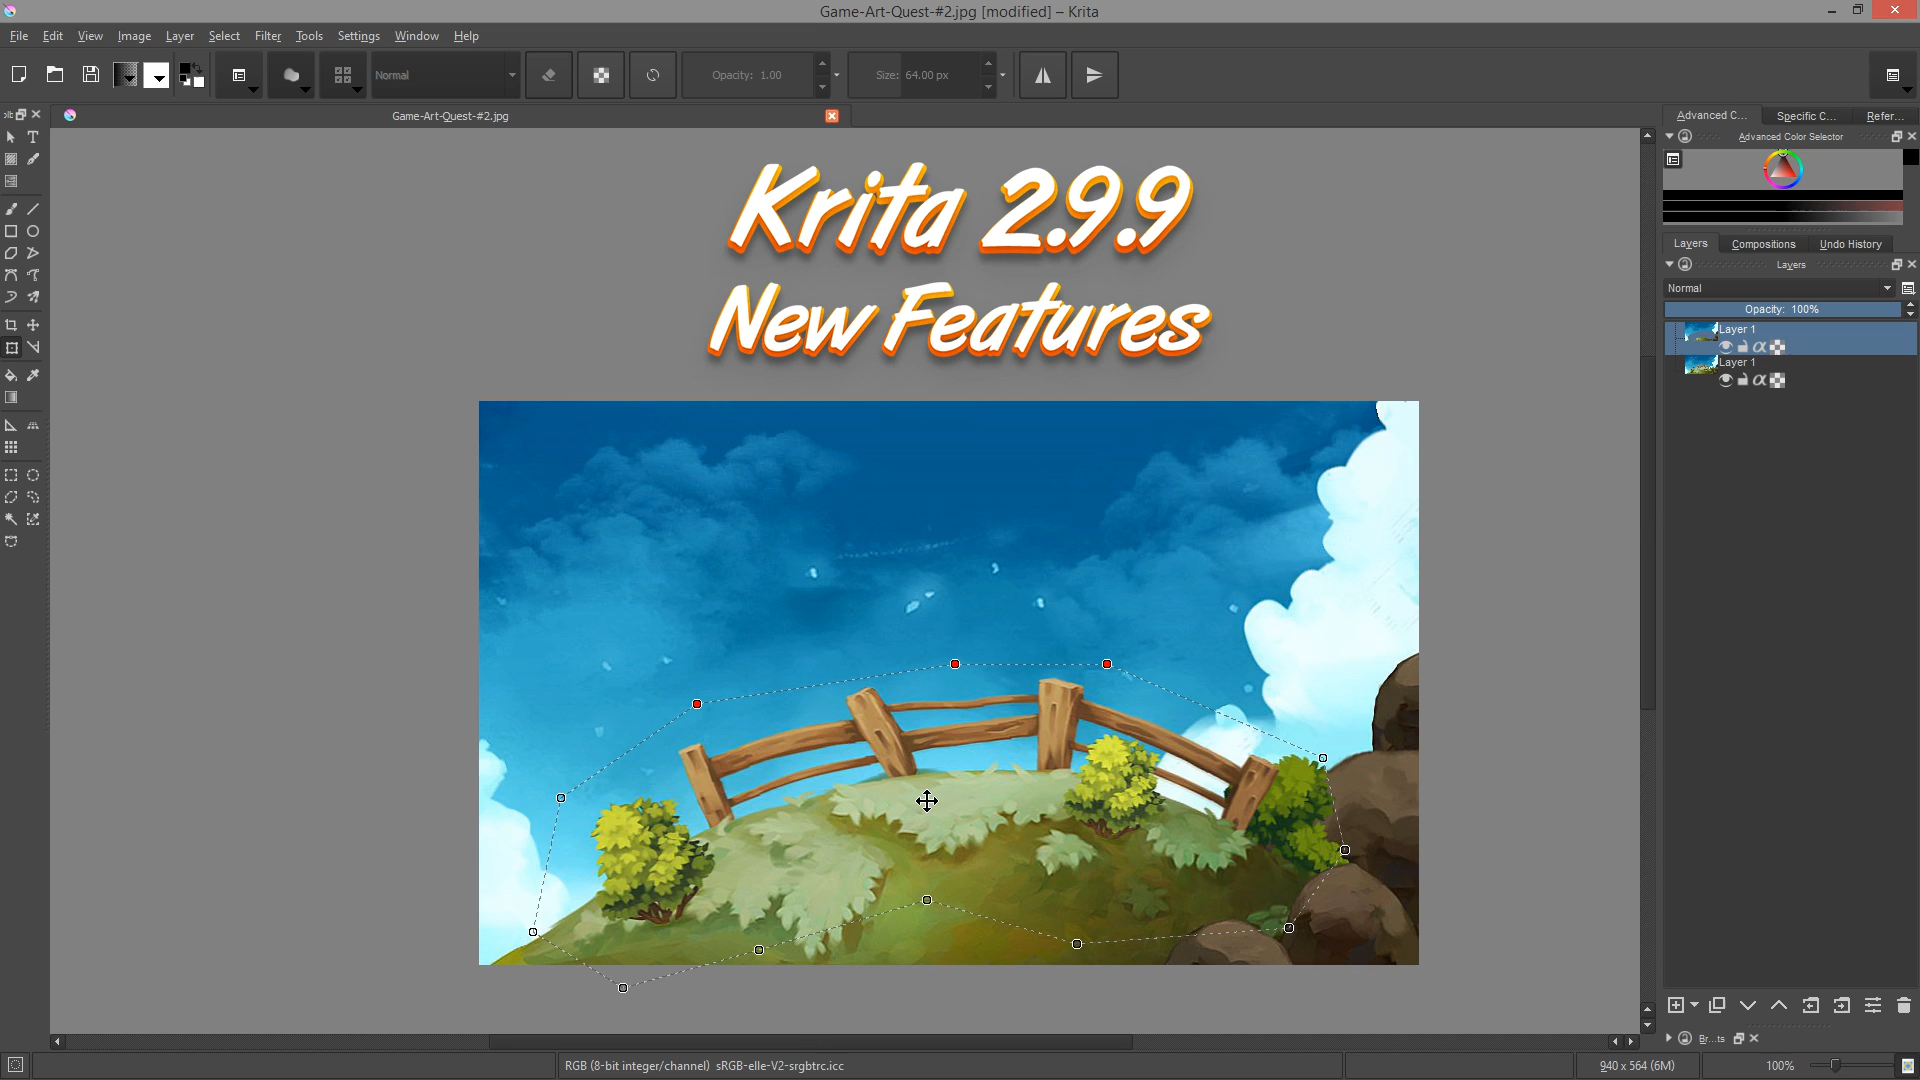 Game-Art-Quest-#2.jpg [modified] – Krita
File Edit View Image Layer Select Filter Tools Settings Window Help
Normal Opacity: 1.00 Size: 64.00 px
Game-Art-Quest-#2.jpg
Advanced C... Specific C... Refer...
Advanced Color Selector
Krita 2.9.9
New Features
Layers Compositions Undo History
Layers
Normal
Opacity: 100%
Layer 1
Layer 1
Br...ts
RGB (8-bit integer/channel) sRGB-elle-V2-srgbtrc.icc
940 x 564 (6M)
100%